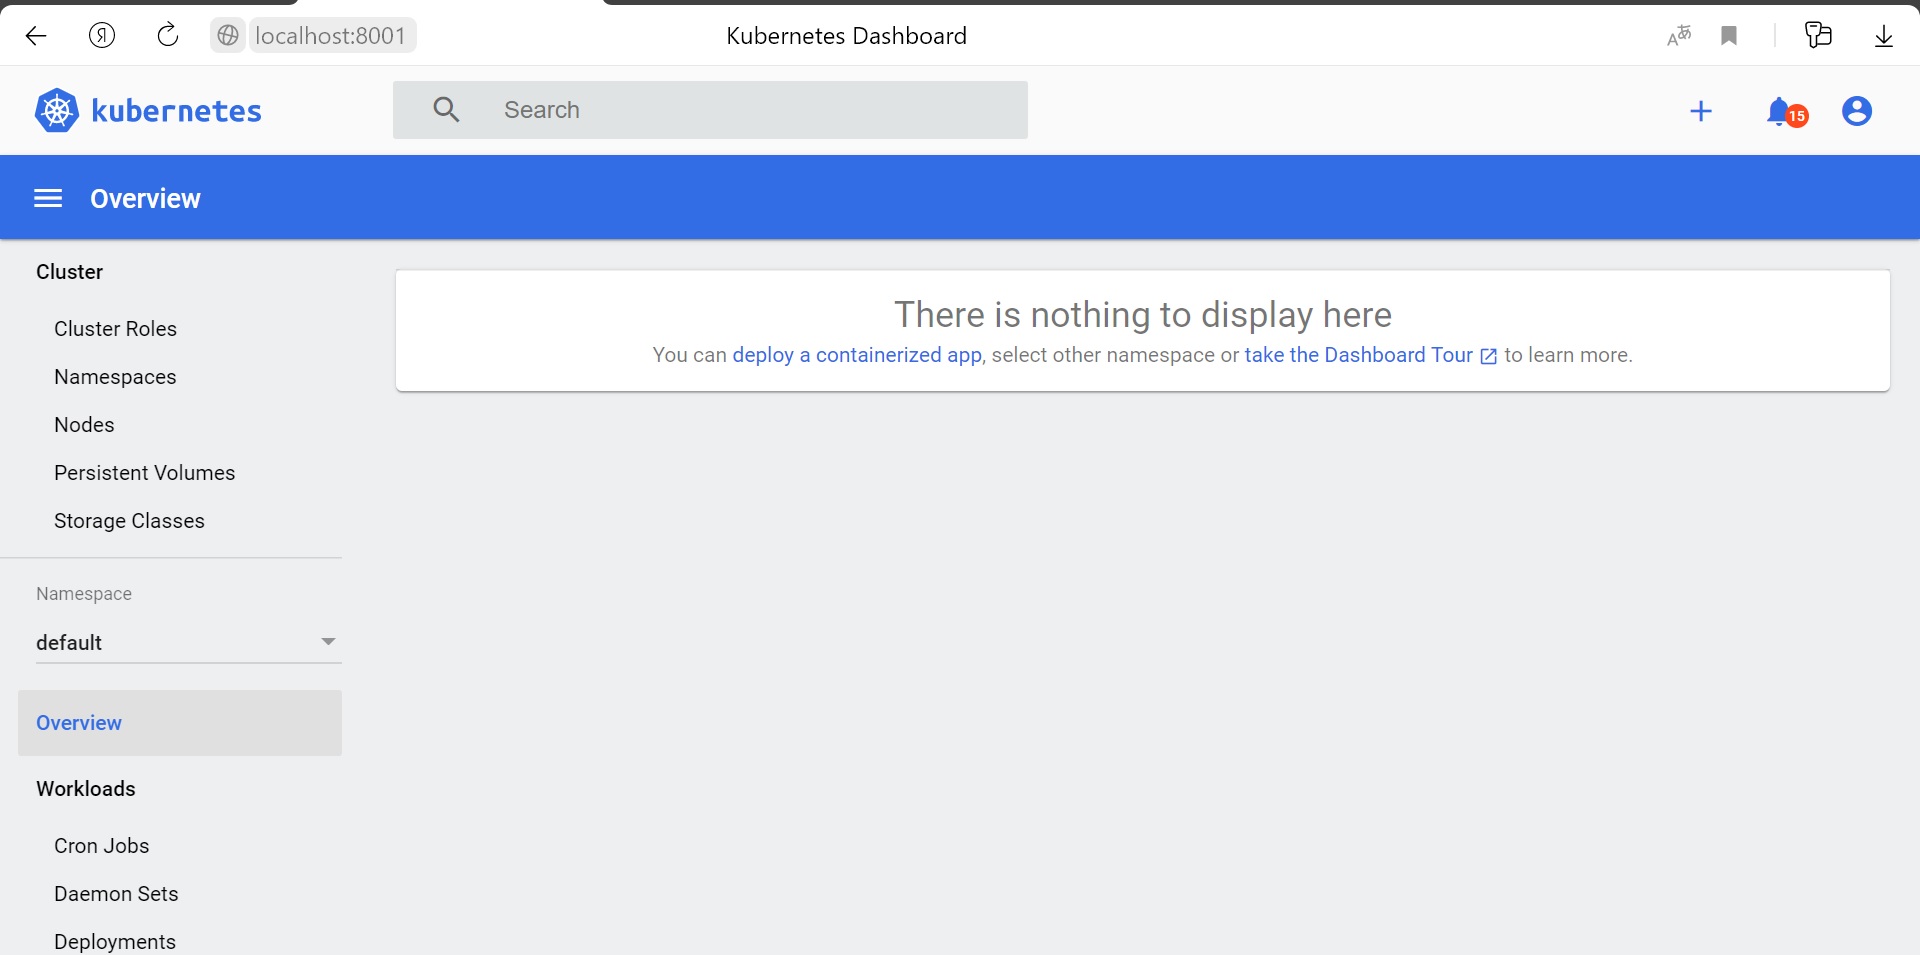 Я localhost:8001 Kubernetes Dashboard
kubernetes Search 15
Overview
Cluster
Cluster Roles
Namespaces
Nodes
Persistent Volumes
Storage Classes
Namespace
default
Overview
Workloads
Cron Jobs
Daemon Sets
Deployments
There is nothing to display here
You can deploy a containerized app, select other namespace or take the Dashboard Tour to learn more.